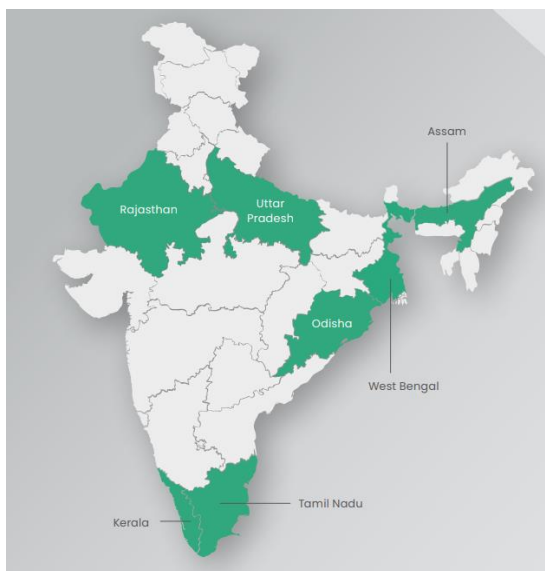 Assam
Rajasthan
Uttar
Pradesh
Odisha
West Bengal
Tamil Nadu
Kerala